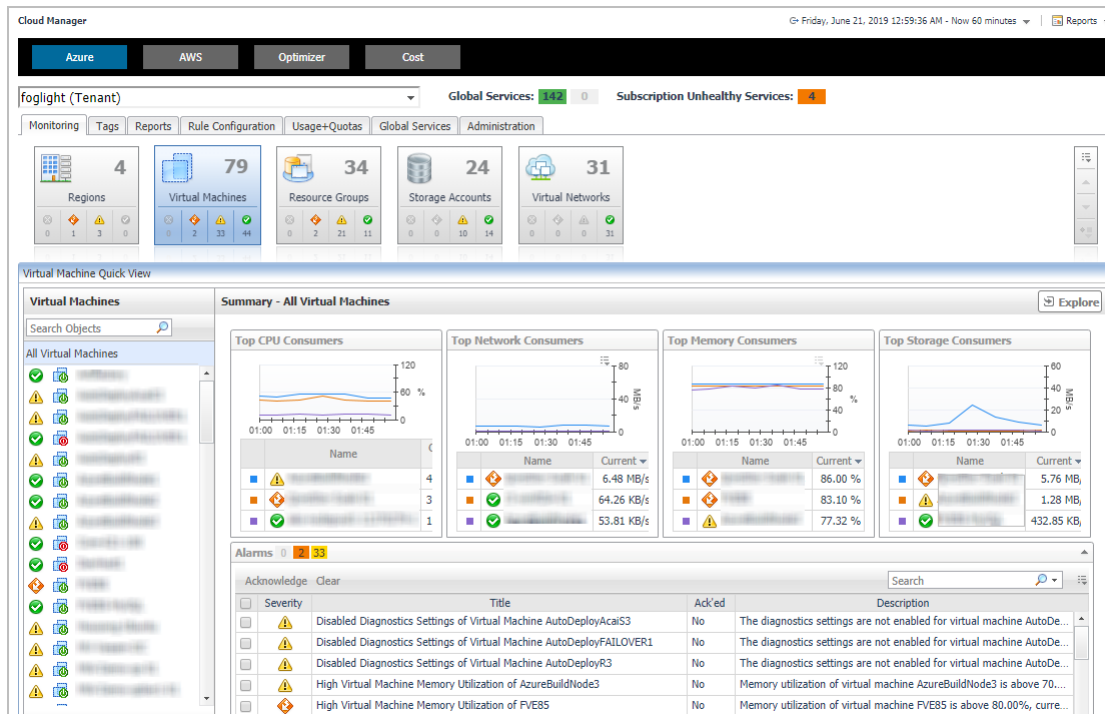 Cloud Manager
Friday, June 21, 2019 12:59:36 AM - Now 60 minutes
Reports
Azure AWS Optimizer Cost
foglight (Tenant)
Global Services: 142 0 Subscription Unhealthy Services: 4
Monitoring Tags Reports Rule Configuration Usage+Quotas Global Services Administration
4 79 34 24 31
Regions Virtual Machines Resource Groups Storage Accounts Virtual Networks
0 1 3 0 0 2 33 44 0 2 21 11 0 0 10 14 0 0 0 31
Virtual Machine Quick View
Virtual Machines
Search Objects
All Virtual Machines
Summary - All Virtual Machines
Explore
Top CPU Consumers
120
60 %
0
01:00 01:15 01:30 01:45
Name C
4
3
1
Top Network Consumers
80
40 MB/s
0
01:00 01:15 01:30 01:45
Name Current
6.48 MB/s
64.26 KB/s
53.81 KB/s
Top Memory Consumers
120
80 %
40
0
01:00 01:15 01:30 01:45
Name Current
86.00 %
83.10 %
77.32 %
Top Storage Consumers
60
40 MB/s
20
0
01:00 01:15 01:30 01:45
Name Current
5.76 MB/
1.28 MB/
432.85 KB/
Alarms 0 2 33
Acknowledge Clear
Search
Severity Title Ack'ed Description
Disabled Diagnostics Settings of Virtual Machine AutoDeployAcaiS3 No The diagnostics settings are not enabled for virtual machine AutoDe...
Disabled Diagnostics Settings of Virtual Machine AutoDeployFAILOVER1 No The diagnostics settings are not enabled for virtual machine AutoDe...
Disabled Diagnostics Settings of Virtual Machine AutoDeployR3 No The diagnostics settings are not enabled for virtual machine AutoDe...
High Virtual Machine Memory Utilization of AzureBuildNode3 No Memory utilization of virtual machine AzureBuildNode3 is above 70....
High Virtual Machine Memory Utilization of FVE85 No Memory utilization of virtual machine FVE85 is above 80.00%, curre...